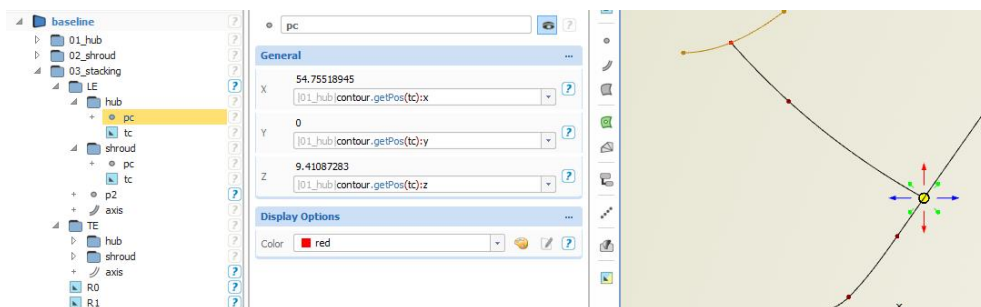 baseline
01_hub
02_shroud
03_stacking
LE
hub
pc
tc
shroud
pc
tc
p2
axis
TE
hub
shroud
axis
R0
R1
pc
General
X
54.75518945
|01_hub|contour.getPos(tc):x
Y
0
|01_hub|contour.getPos(tc):y
Z
9.41087283
|01_hub|contour.getPos(tc):z
Display Options
Color
red